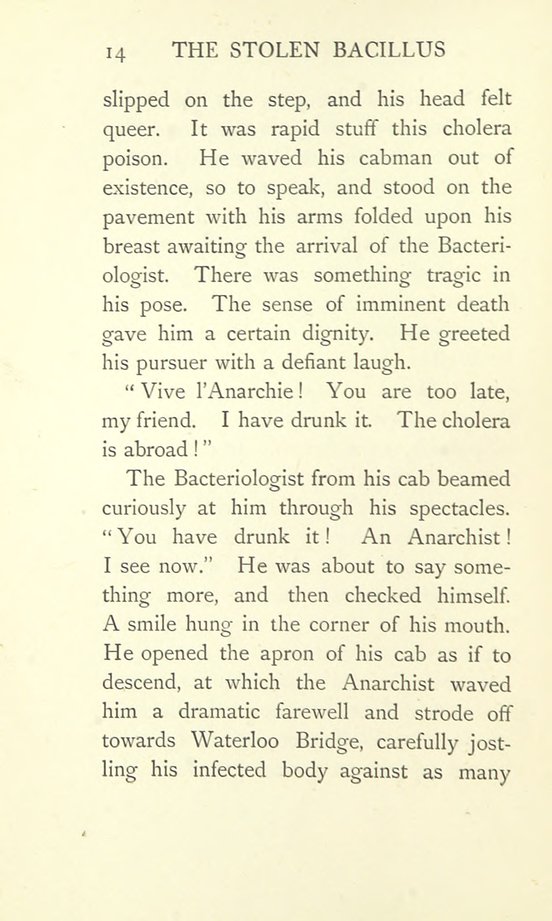 14 THE STOLEN BACILLUS
slipped on the step, and his head felt
queer. It was rapid stuff this cholera
poison. He waved his cabman out of
existence, so to speak, and stood on the
pavement with his arms folded upon his
breast awaiting the arrival of the Bacteri-
ologist. There was something tragic in
his pose. The sense of imminent death
gave him a certain dignity. He greeted
his pursuer with a defiant laugh.
“ Vive l’Anarchie ! You are too late,
my friend. I have drunk it. The cholera
is abroad ! ”
The Bacteriologist from his cab beamed
curiously at him through his spectacles.
“ You have drunk it ! An Anarchist !
I see now.” He was about to say some-
thing more, and then checked himself.
A smile hung in the corner of his mouth.
He opened the apron of his cab as if to
descend, at which the Anarchist waved
him a dramatic farewell and strode off
towards Waterloo Bridge, carefully jost-
ling his infected body against as many